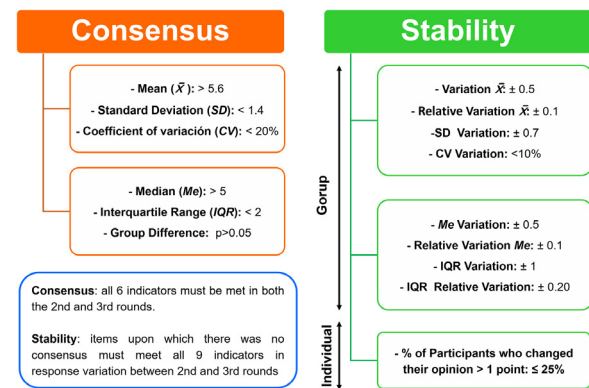 Consensus
- Mean (X̄ ): > 5.6
- Standard Deviation (SD): < 1.4
- Coefficient of variación (CV): < 20%
- Median (Me): > 5
- Interquartile Range (IQR): < 2
- Group Difference: p>0.05
Consensus: all 6 indicators must be met in both
the 2nd and 3rd rounds.
Stability: items upon which there was no
consensus must meet all 9 indicators in
response variation between 2nd and 3rd rounds
Stability
Gorup
- Variation X̄: ± 0.5
- Relative Variation X̄: ± 0.1
-SD Variation: ± 0.7
- CV Variation: <10%
- Me Variation: ± 0.5
- Relative Variation Me: ± 0.1
- IQR Variation: ± 1
- IQR Relative Variation: ± 0.20
Individual
- % of Participants who changed
their opinion > 1 point: ≤ 25%